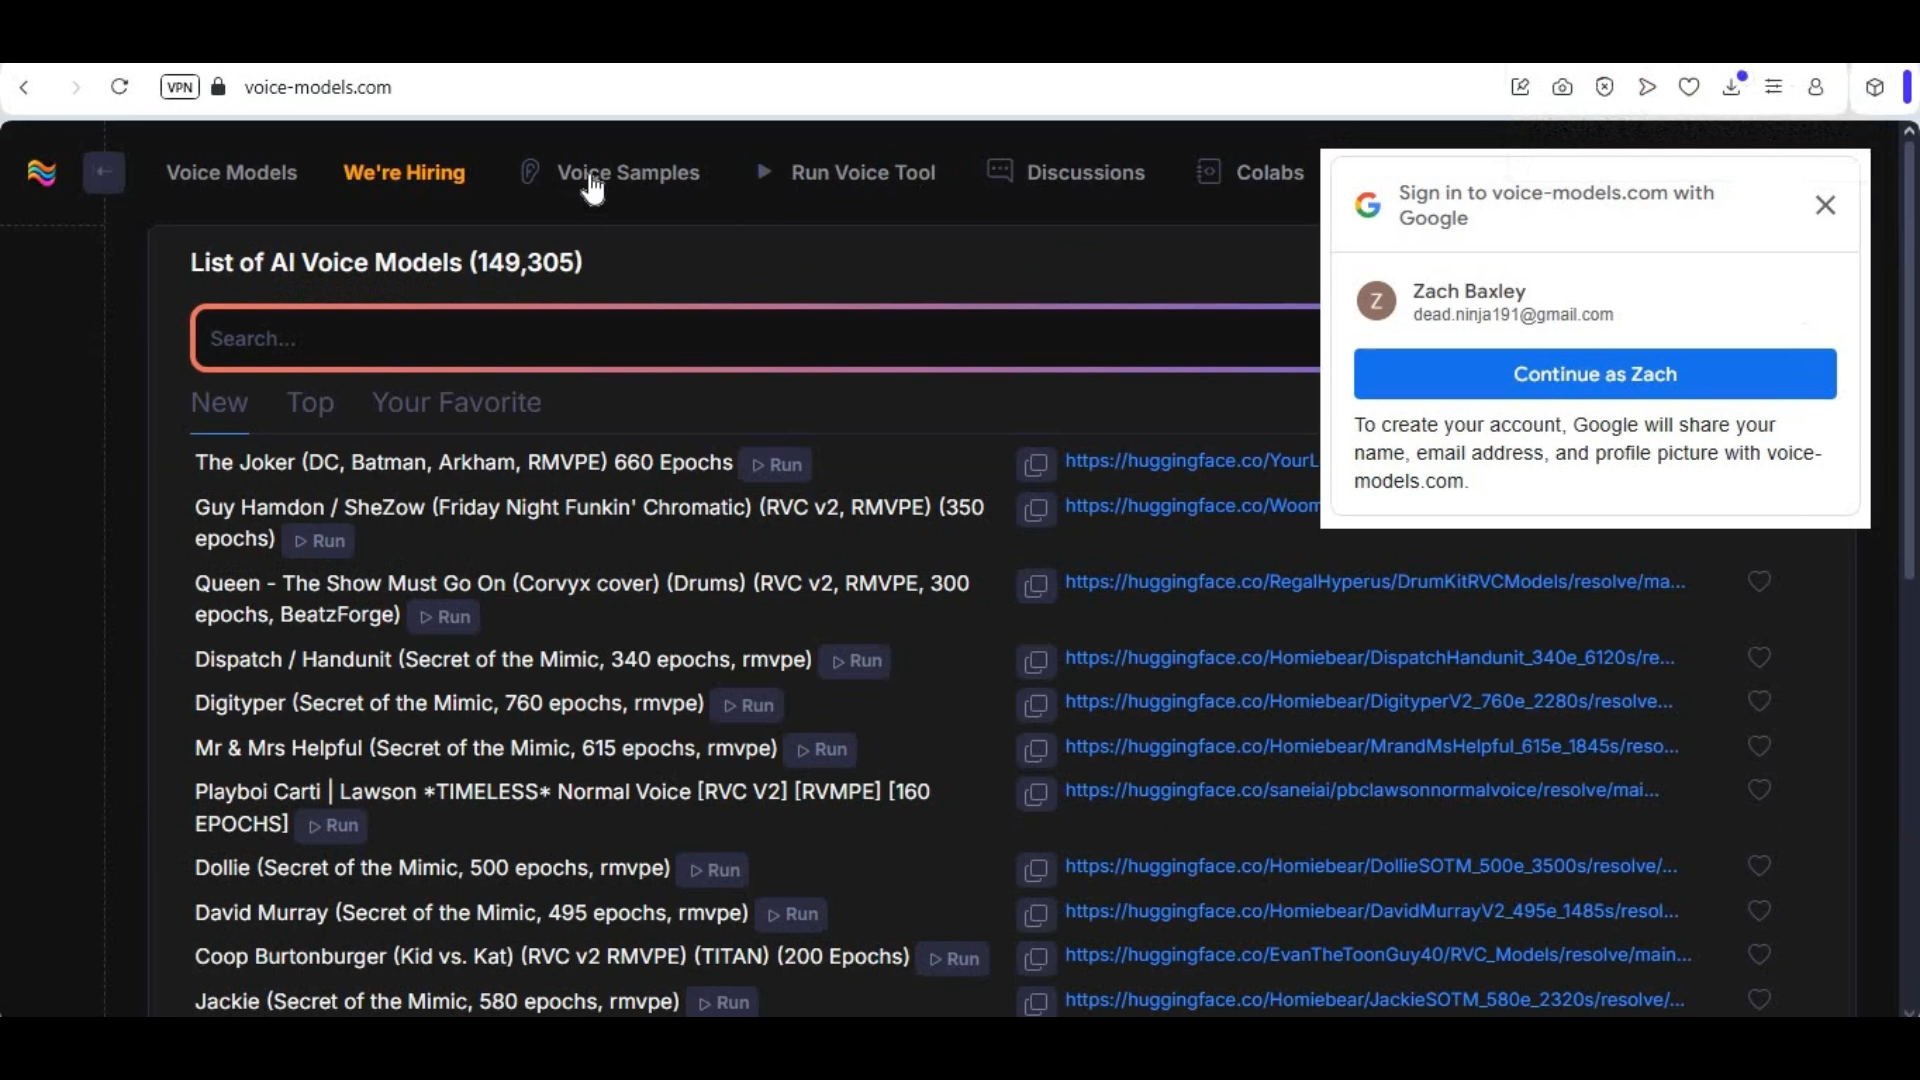 VPN voice-models.com
Voice Models We're Hiring Voice Samples Run Voice Tool Discussions Colabs
Sign in to voice-models.com with
Google
Zach Baxley
dead.ninja191@gmail.com
Z
Continue as Zach
To create your account, Google will share your
name, email address, and profile picture with voice-
models.com.
List of AI Voice Models (149,305)
Search...
New Top Your Favorite
The Joker (DC, Batman, Arkham, RMVPE) 660 Epochs Run https://huggingface.co/YourL
Guy Hamdon / SheZow (Friday Night Funkin' Chromatic) (RVC v2, RMVPE) (350 https://huggingface.co/Woom
epochs) Run
Queen - The Show Must Go On (Corvyx cover) (Drums) (RVC v2, RMVPE, 300 https://huggingface.co/RegalHyperus/DrumKitRVCModels/resolve/ma...
epochs, BeatzForge) Run
Dispatch / Handunit (Secret of the Mimic, 340 epochs, rmvpe) Run https://huggingface.co/Homiebear/DispatchHandunit_340e_6120s/re...
Digityper (Secret of the Mimic, 760 epochs, rmvpe) Run https://huggingface.co/Homiebear/DigityperV2_760e_2280s/resolve...
Mr & Mrs Helpful (Secret of the Mimic, 615 epochs, rmvpe) Run https://huggingface.co/Homiebear/MrandMsHelpful_615e_1845s/reso...
Playboi Carti | Lawson *TIMELESS* Normal Voice [RVC V2] [RVMPE] [160 https://huggingface.co/saneiai/pbclawsonnormalvoice/resolve/mai...
EPOCHS] Run
Dollie (Secret of the Mimic, 500 epochs, rmvpe) Run https://huggingface.co/Homiebear/DollieSOTM_500e_3500s/resolve/...
David Murray (Secret of the Mimic, 495 epochs, rmvpe) Run https://huggingface.co/Homiebear/DavidMurrayV2_495e_1485s/resol...
Coop Burtonburger (Kid vs. Kat) (RVC v2 RMVPE) (TITAN) (200 Epochs) Run https://huggingface.co/EvanTheToonGuy40/RVC_Models/resolve/main...
Jackie (Secret of the Mimic, 580 epochs, rmvpe) Run https://huggingface.co/Homiebear/JackieSOTM_580e_2320s/resolve/...